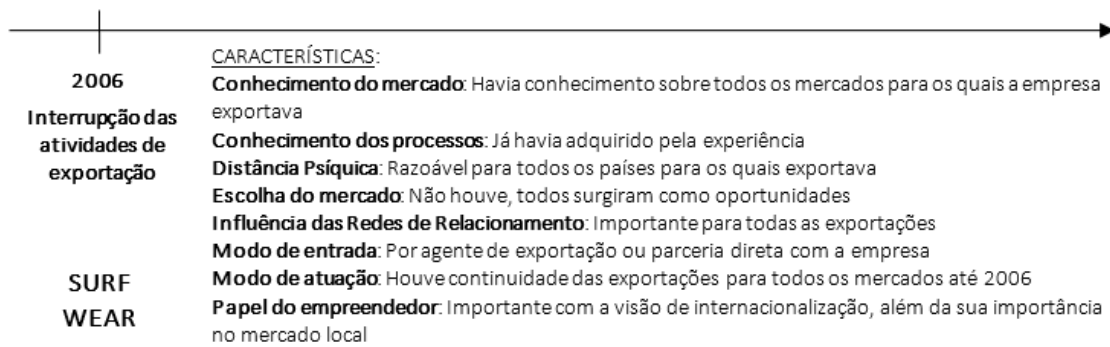 2006
Interrupção das
atividades de
exportação
SURF
WEAR
CARACTERÍSTICAS:
Conhecimento do mercado: Havia conhecimento sobre todos os mercados para os quais a empresa
exportava
Conhecimento dos processos: Já havia adquirido pela experiência
Distância Psíquica: Razoável para todos os países para os quais exportava
Escolha do mercado: Não houve, todos surgiram como oportunidades
Influência das Redes de Relacionamento: Importante para todas as exportações
Modo de entrada: Por agente de exportação ou parceria direta com a empresa
Modo de atuação: Houve continuidade das exportações para todos os mercados até 2006
Papel do empreendedor: Importante com a visão de internacionalização, além da sua importância
no mercado local